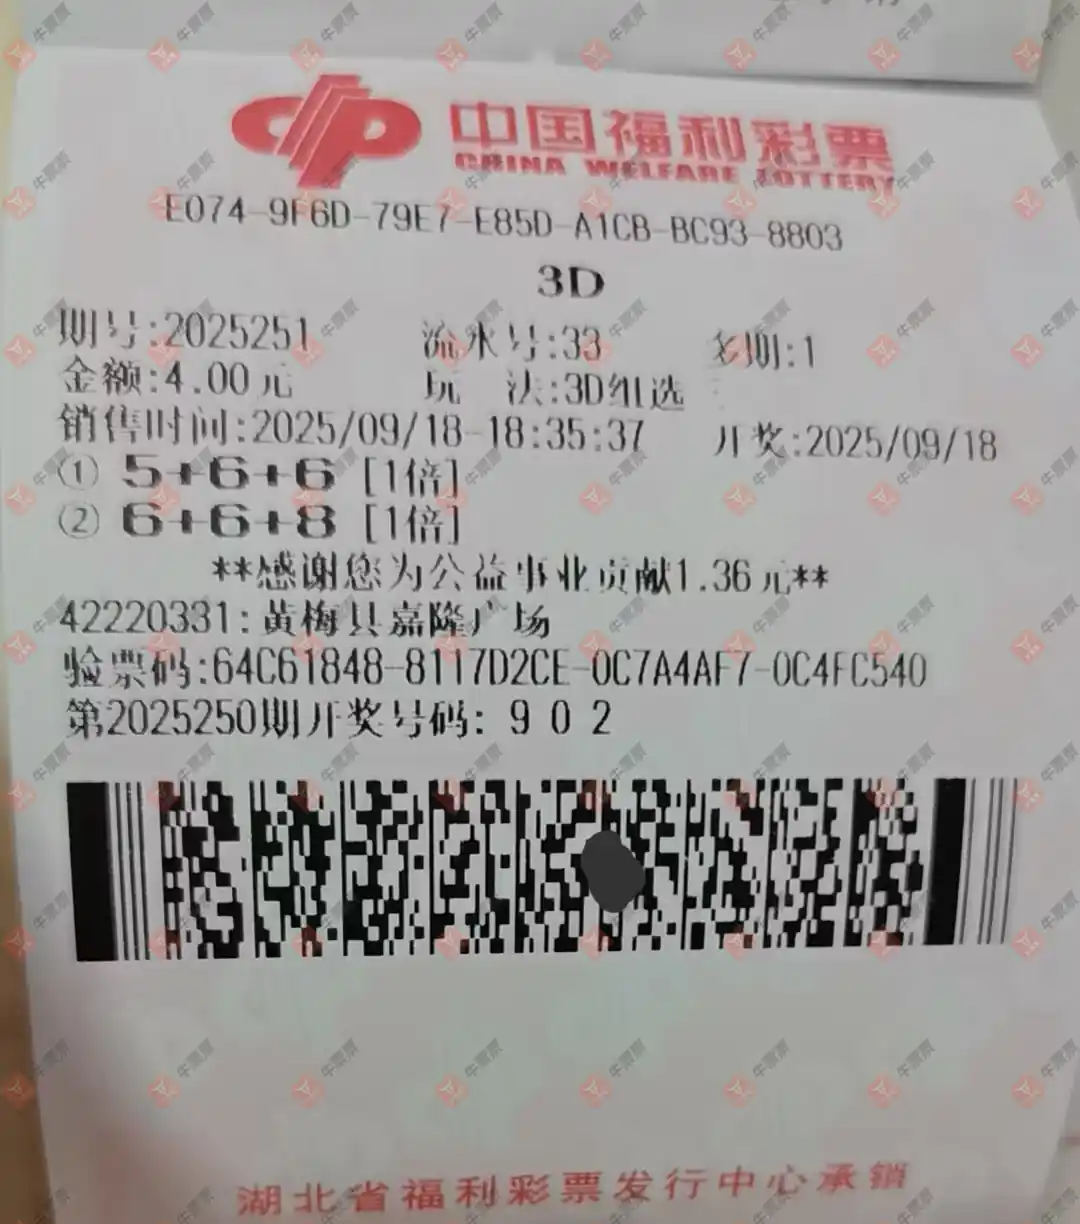 中国福利彩票
CHINA WELFARE LOTTERY
E074-9F6D-79E7-E85D-A1CB-BC93-8803
3D
期号:2025251 流水号:33 多期:1
金额:4.00元 玩 法:3D组选
销售时间:2025/09/18-18:35:37 开奖:2025/09/18
① 5+6+6 [1倍]
② 6+6+8 [1倍]
**感谢您为公益事业贡献1.36元**
42220331:黄梅县嘉隆广场
验票码:64C61848-8117D2CE-0C7A4AF7-0C4FC540
第2025250期开奖号码: 9 0 2
湖北省福利彩票发行中心承销
牛票票